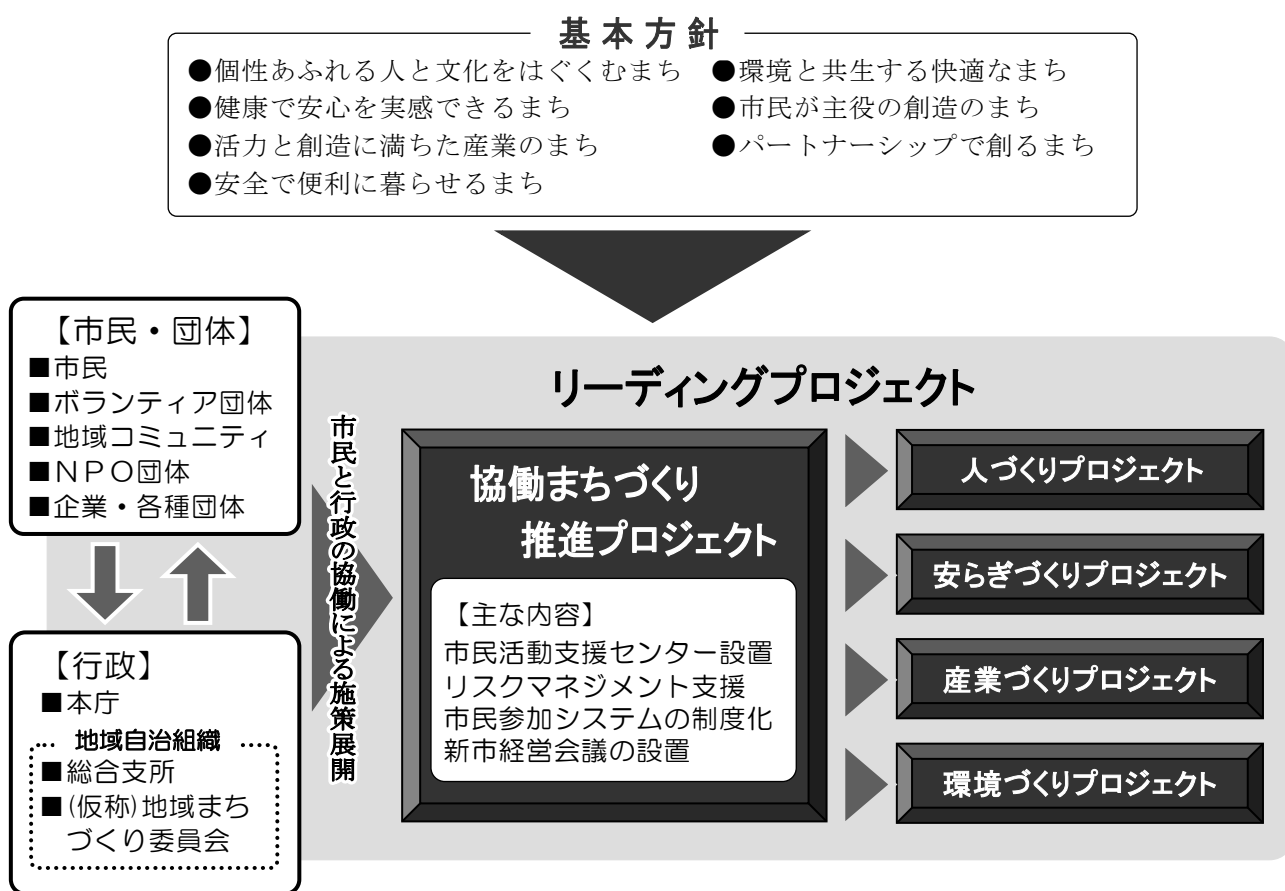 基本方針
●個性あふれる人と文化をはぐくむまち
●健康で安心を実感できるまち
●活力と創造に満ちた産業のまち
●安全で便利に暮らせるまち
●環境と共生する快適なまち
●市民が主役の創造のまち
●パートナーシップで創るまち
【市民・団体】
■市民
■ボランティア団体
■地域コミュニティ
■ＮＰＯ団体
■企業・各種団体
【行政】
■本庁
地域自治組織
■総合支所
■(仮称)地域まち
づくり委員会
市民と行政の協働による施策展開
リーディングプロジェクト
協働まちづくり
推進プロジェクト
【主な内容】
市民活動支援センター設置
リスクマネジメント支援
市民参加システムの制度化
新市経営会議の設置
人づくりプロジェクト
安らぎづくりプロジェクト
産業づくりプロジェクト
環境づくりプロジェクト